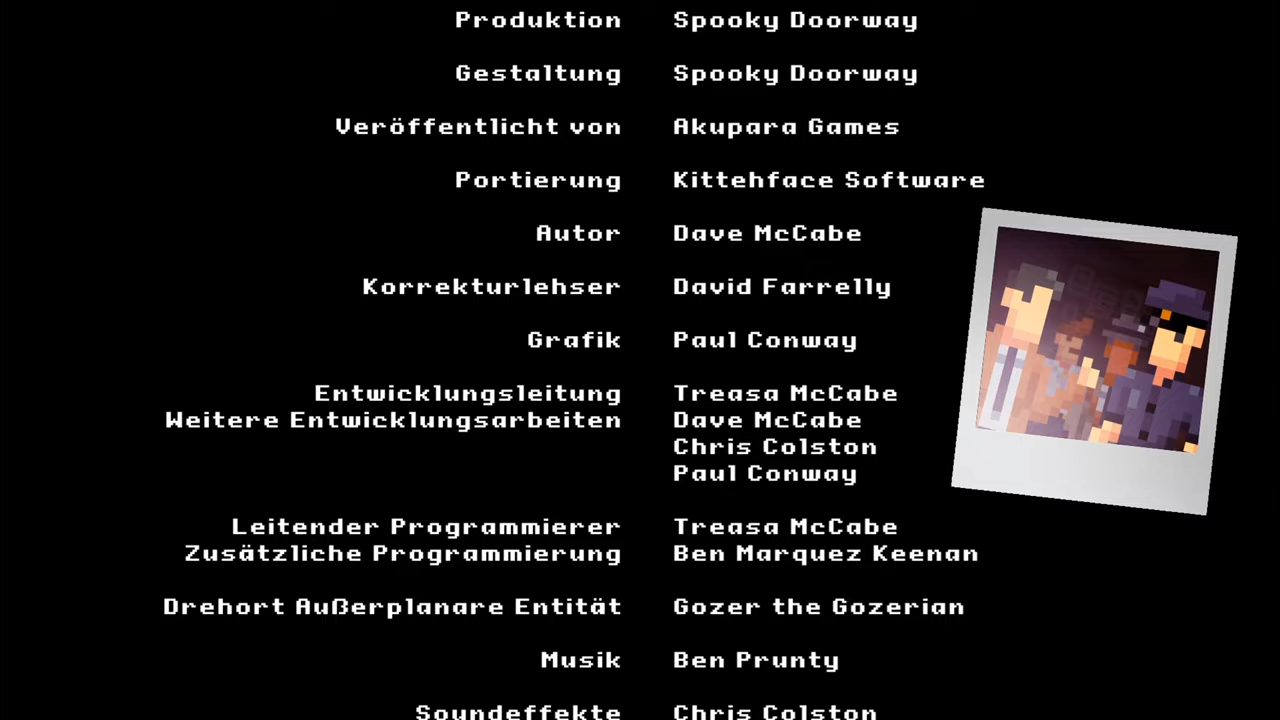 Produktion Spooky Doorway
Gestaltung Spooky Doorway
Veröffentlicht von Akupara Games
Portierung Kittehface Software
Autor Dave McCabe
Korrekturlehser David Farrelly
Grafik Paul Conway
Entwicklungsleitung Treasa McCabe
Weitere Entwicklungsarbeiten Dave McCabe
Chris Colston
Paul Conway
Leitender Programmierer Treasa McCabe
Zusätzliche Programmierung Ben Marquez Keenan
Drehort Außerplanare Entität Gozer the Gozerian
Musik Ben Prunty
Soundeffekte Chris Colston